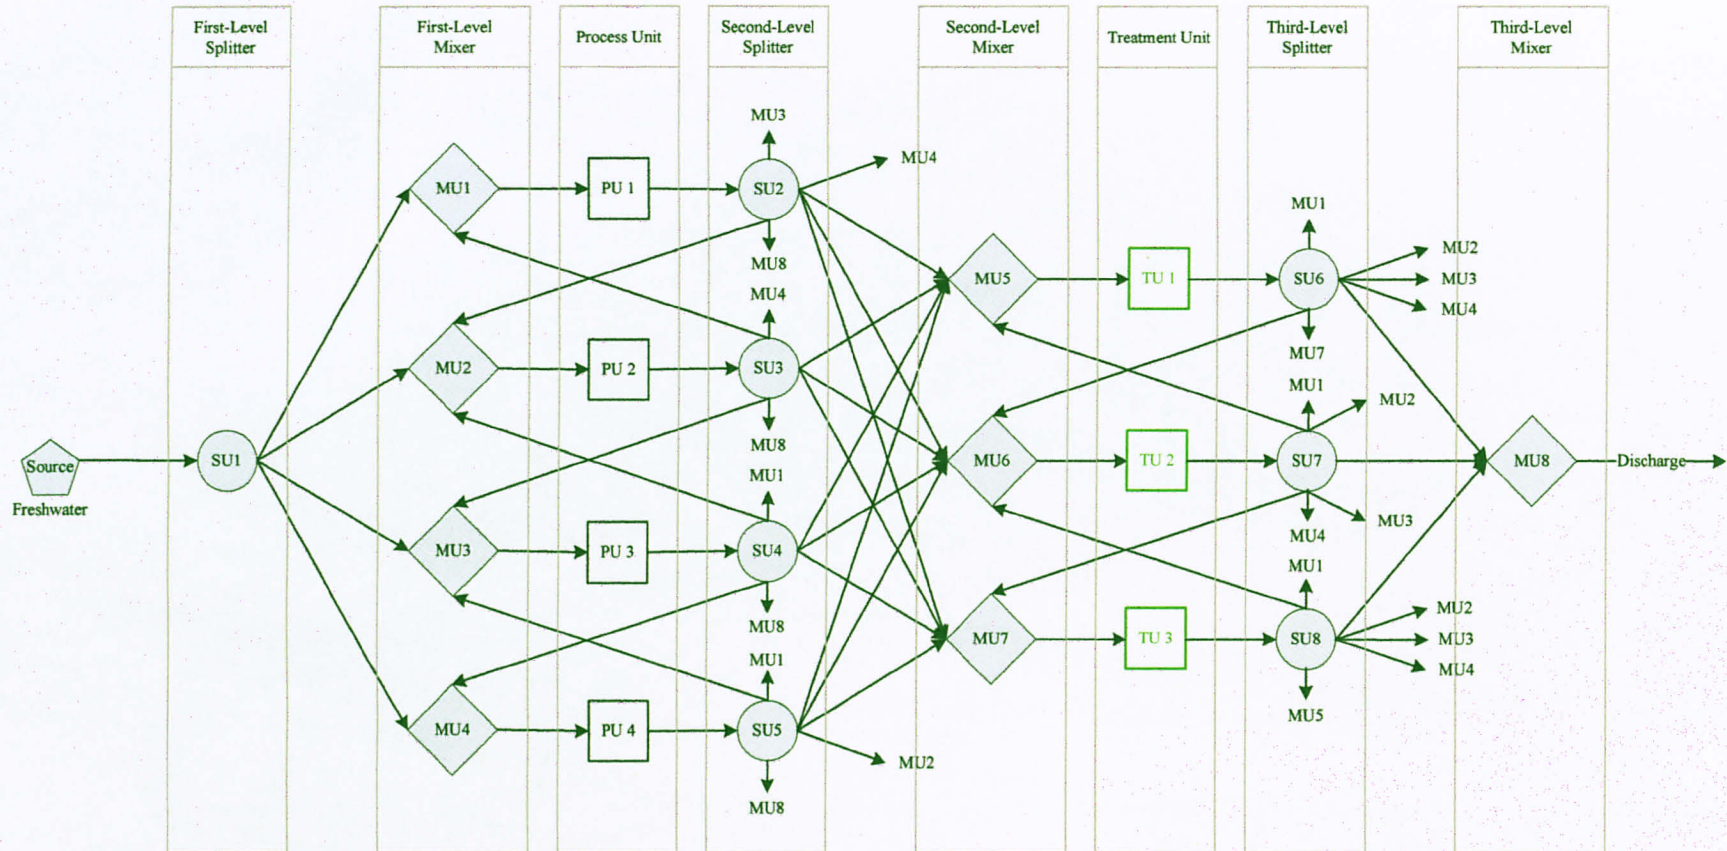 First-Level
Splitter
First-Level
Mixer
Process Unit
Second-Level
Splitter
Second-Level
Mixer
Treatment Unit
Third-Level
Splitter
Third-Level
Mixer
MU3
MU4
MU1
PU 1
SU2
MU8
MU4
MU2
PU 2
SU3
MU8
MU1
MU3
PU 3
SU4
MU8
MU1
MU4
PU 4
SU5
MU2
MU8
Source
Freshwater
SU1
MU5
TU 1
MU1
SU6
MU2
MU3
MU4
MU7
MU6
TU 2
MU1
MU2
SU7
MU3
MU4
MU7
TU 3
MU1
SU8
MU2
MU3
MU4
MU5
MU8
Discharge